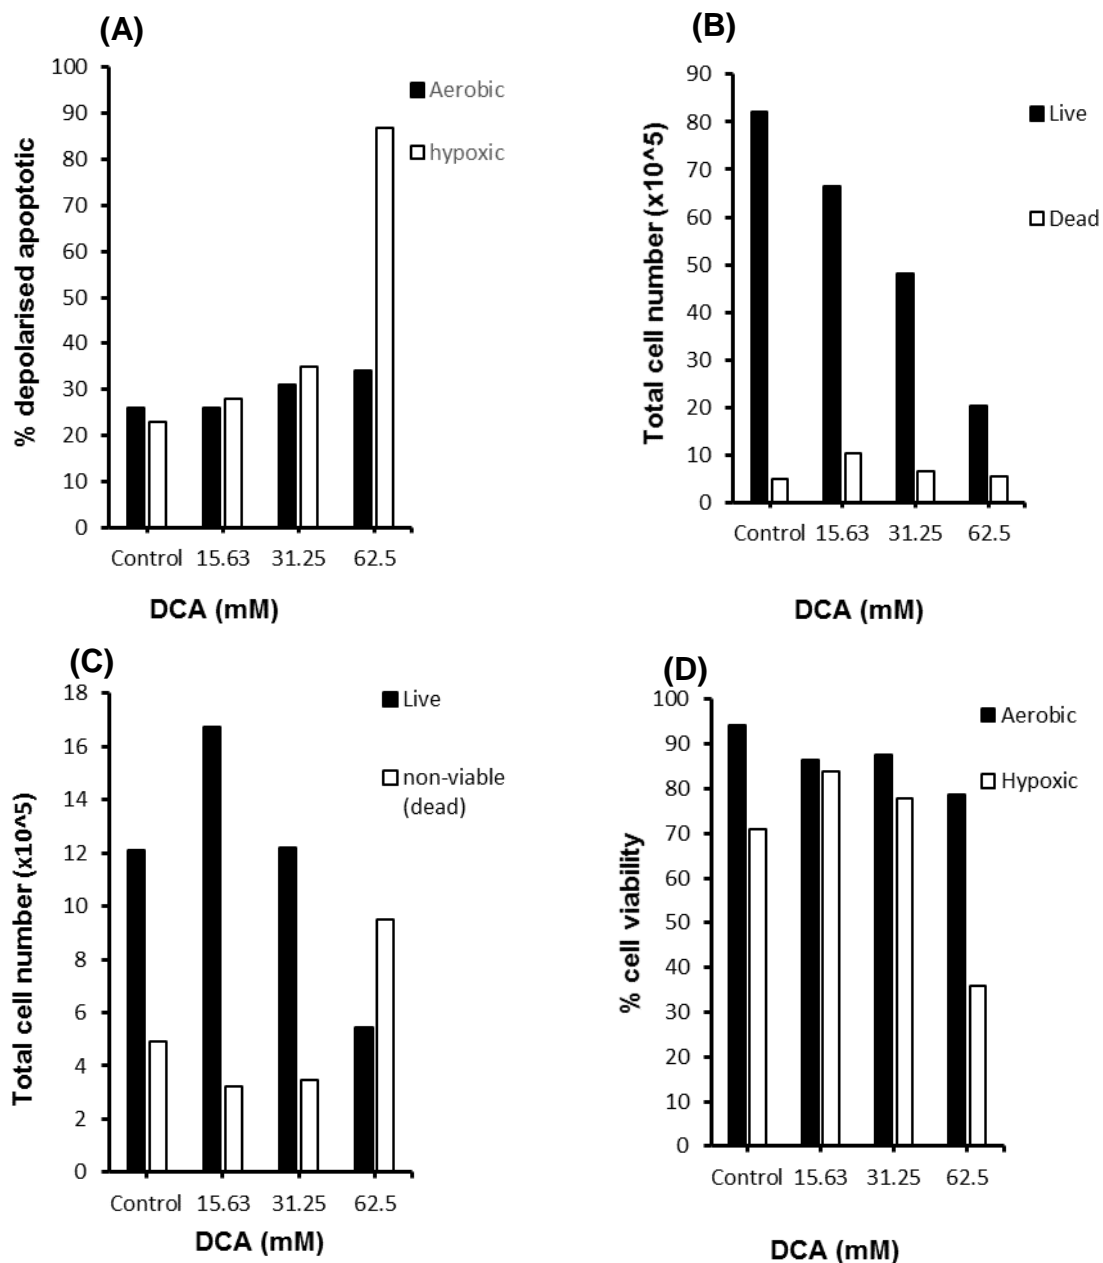 (A)
% depolarised apoptotic
100
90
80
70
60
50
40
30
20
10
0
Aerobic
hypoxic
Control 15.63 31.25 62.5
DCA (mM)
(B)
Total cell number (x10^5)
90
80
70
60
50
40
30
20
10
0
Live
Dead
Control 15.63 31.25 62.5
DCA (mM)
(C)
Total cell number (x10^5)
18
16
14
12
10
8
6
4
2
0
Live
non-viable
(dead)
Control 15.63 31.25 62.5
DCA (mM)
(D)
% cell viability
100
90
80
70
60
50
40
30
20
10
0
Aerobic
Hypoxic
Control 15.63 31.25 62.5
DCA (mM)